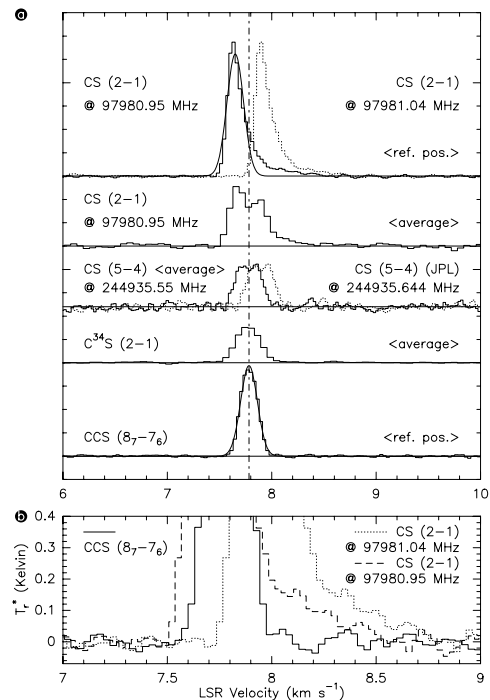 a
CS (2−1) CS (2−1)
@ 97980.95 MHz @ 97981.04 MHz
<ref. pos.>
CS (2−1)
@ 97980.95 MHz <average>
CS (5−4) <average> CS (5−4) (JPL)
@ 244935.55 MHz @ 244935.644 MHz
C³⁴S (2−1) <average>
CCS (8₇−7₆) <ref. pos.>
6 7 8 9 10
b
0.4
CCS (8₇−7₆) CS (2−1)
@ 97981.04 MHz
0.3
CS (2−1)
@ 97980.95 MHz
0.2
0.1
0
Tᵣ* (Kelvin)
7 7.5 8 8.5 9
LSR Velocity (km s⁻¹)